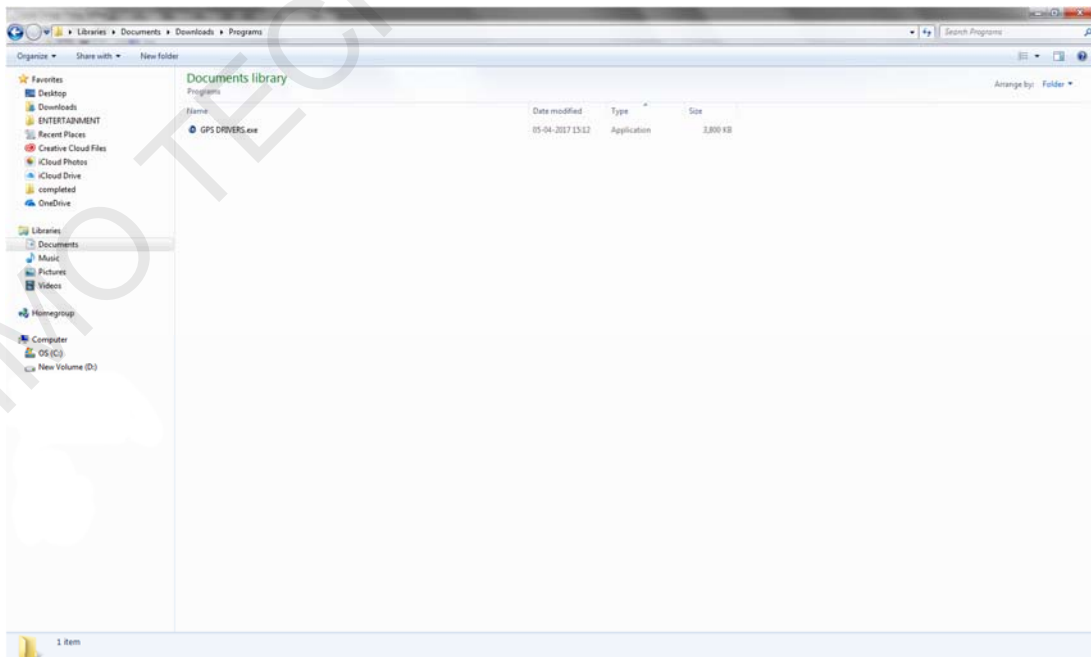 Libraries ▸ Documents ▸ Downloads ▸ Programs
Search Programs
Organize Share with New folder
Favorites
Desktop
Downloads
ENTERTAINMENT
Recent Places
Creative Cloud Files
iCloud Photos
iCloud Drive
completed
OneDrive
Libraries
Documents
Music
Pictures
Videos
Homegroup
Computer
OS (C:)
New Volume (D:)
Documents library
Programs
Arrange by: Folder
Name Date modified Type Size
GPS DRIVERS.exe 05-04-2017 15:12 Application 3,800 KB
1 item
MO TEC